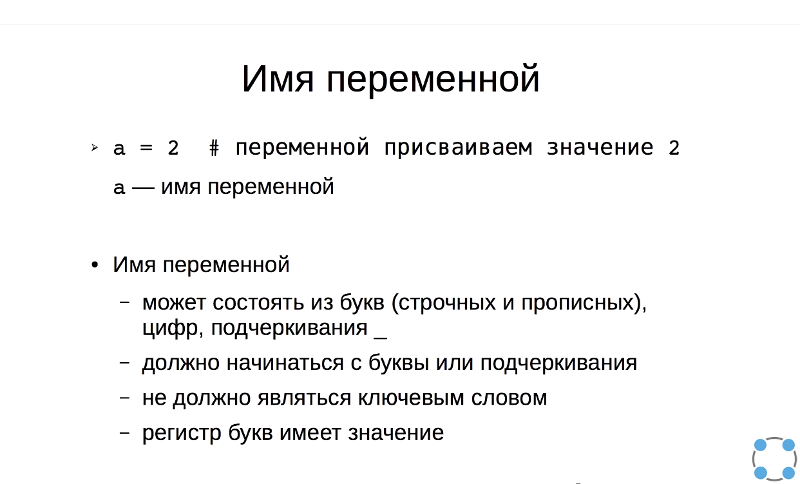 Имя переменной
a = 2  # переменной присваиваем значение 2
a — имя переменной
Имя переменной
– может состоять из букв (строчных и прописных),
цифр, подчеркивания _
– должно начинаться с буквы или подчеркивания
– не должно являться ключевым словом
– регистр букв имеет значение